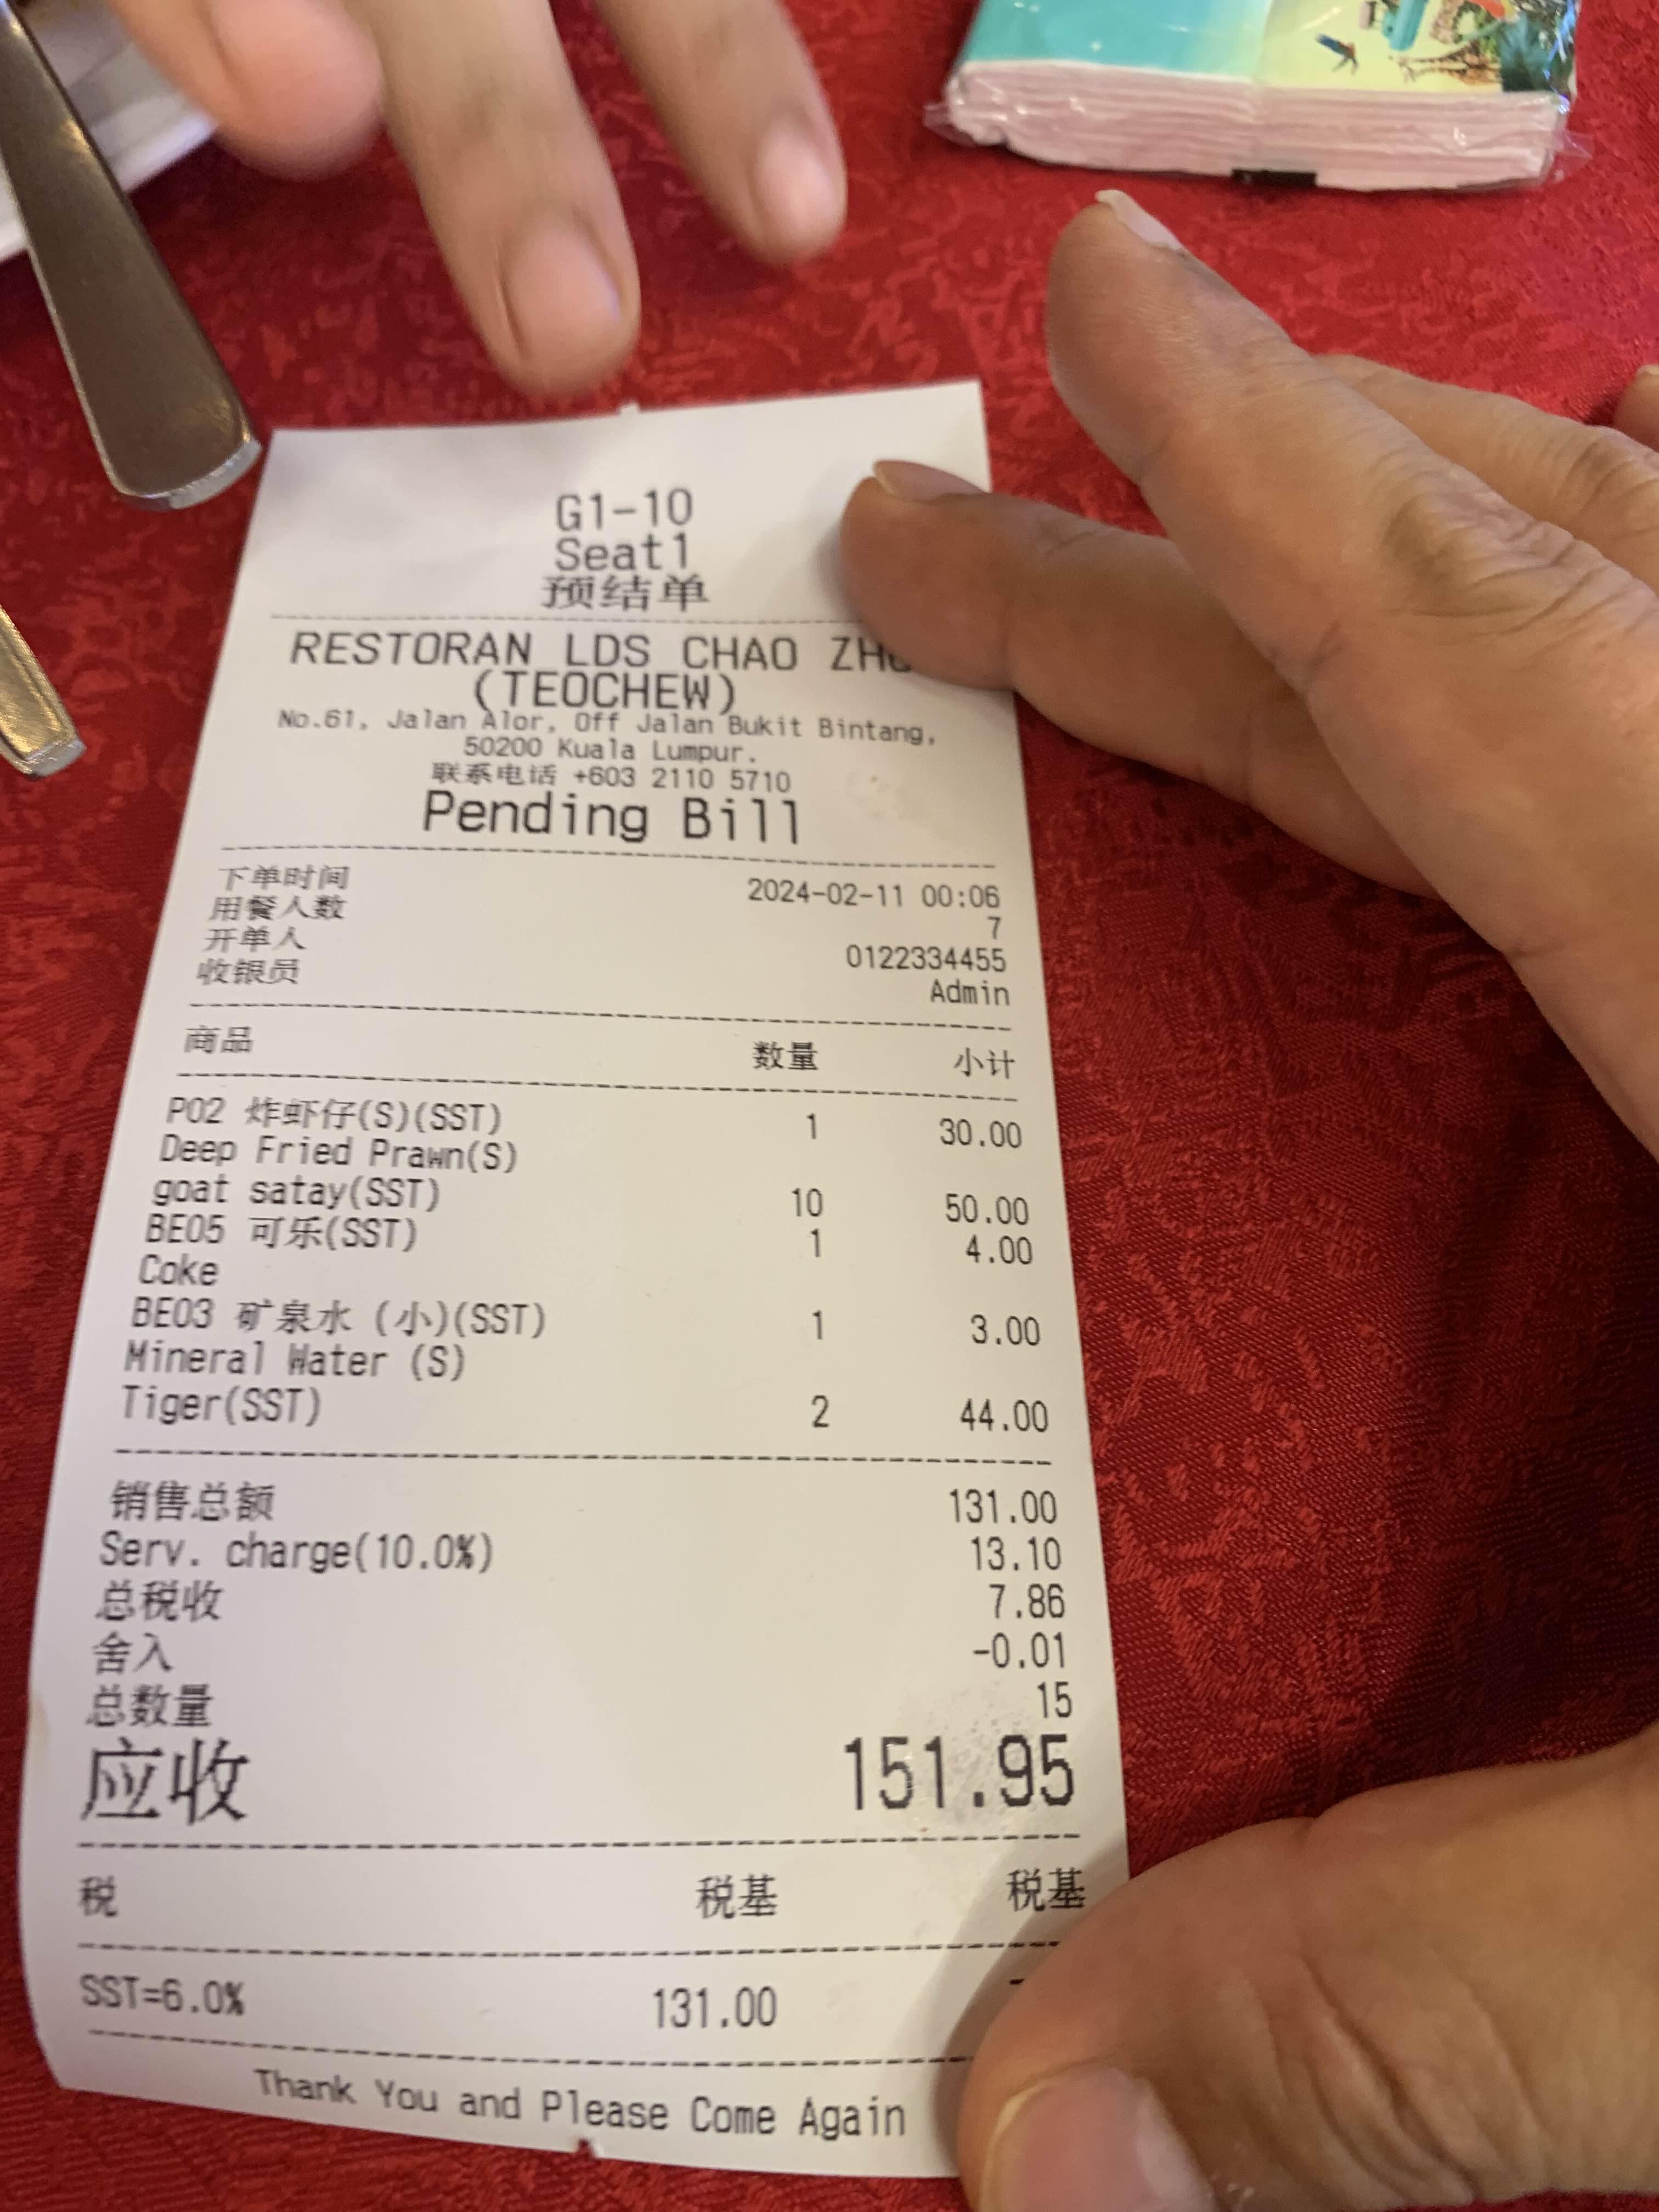 G1-10
Seat1
预结单
RESTORAN LDS CHAO
(TEOCHEW)
No.61, Jalan Alor, Off Jalan Bukit Bintang,
50200 Kuala Lumpur.
联系电话 +603 2110 5710
Pending Bill
下单时间 2024-02-11 00:06
用餐人数 7
开单人 0122334455
收银员 Admin
商品 数量 小计
P02 炸虾仔(S)(SST) 1 30.00
Deep Fried Prawn(S)
goat satay(SST) 10 50.00
BE05 可乐(SST) 1 4.00
Coke
BE03 矿泉水 (小)(SST) 1 3.00
Mineral Water (S)
Tiger(SST) 2 44.00
销售总额 131.00
Serv. charge(10.0%) 13.10
总税收 7.86
舍入 -0.01
总数量 15
应收 151.95
税 税基 税基
SST=6.0% 131.00
Thank You and Please Come Again